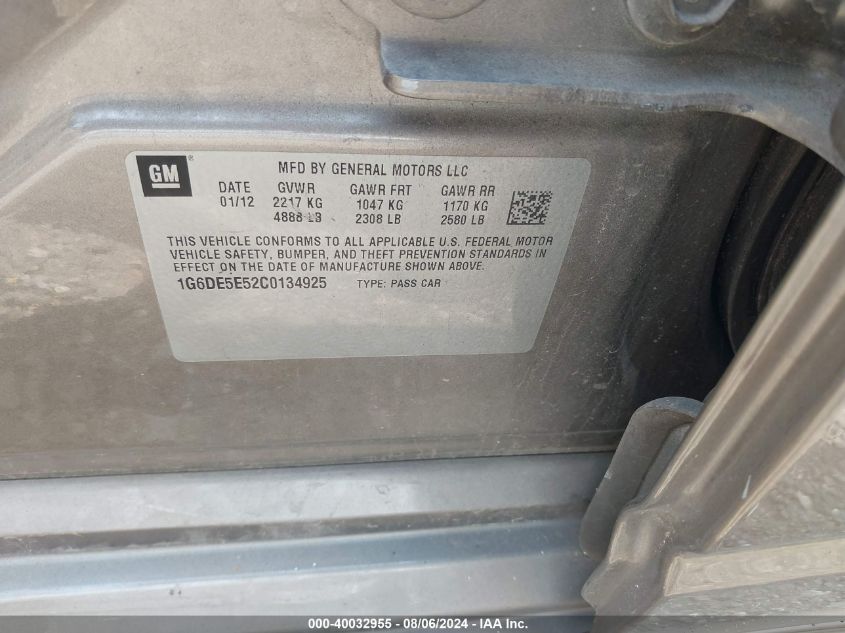 GM ®
MFD BY GENERAL MOTORS LLC
DATE GVWR GAWR FRT GAWR RR
01/12 2217 KG 1047 KG 1170 KG
4888 LB 2308 LB 2580 LB
THIS VEHICLE CONFORMS TO ALL APPLICABLE U.S. FEDERAL MOTOR
VEHICLE SAFETY, BUMPER, AND THEFT PREVENTION STANDARDS IN
EFFECT ON THE DATE OF MANUFACTURE SHOWN ABOVE.
1G6DE5E52C0134925 TYPE: PASS CAR
000-40032955 - 08/06/2024 - IAA Inc.